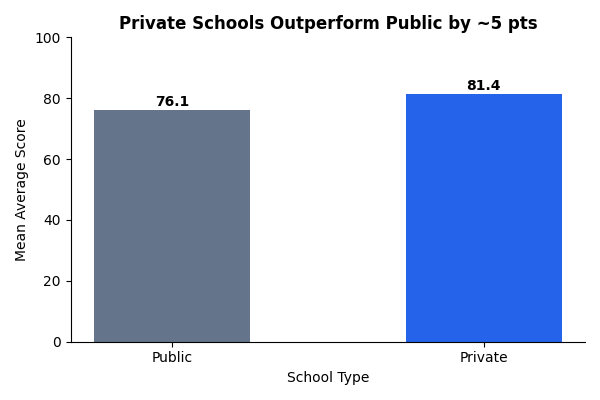 Private Schools Outperform Public by ~5 pts
100
80
60
40
20
0
Mean Average Score
76.1
81.4
Public
Private
School Type